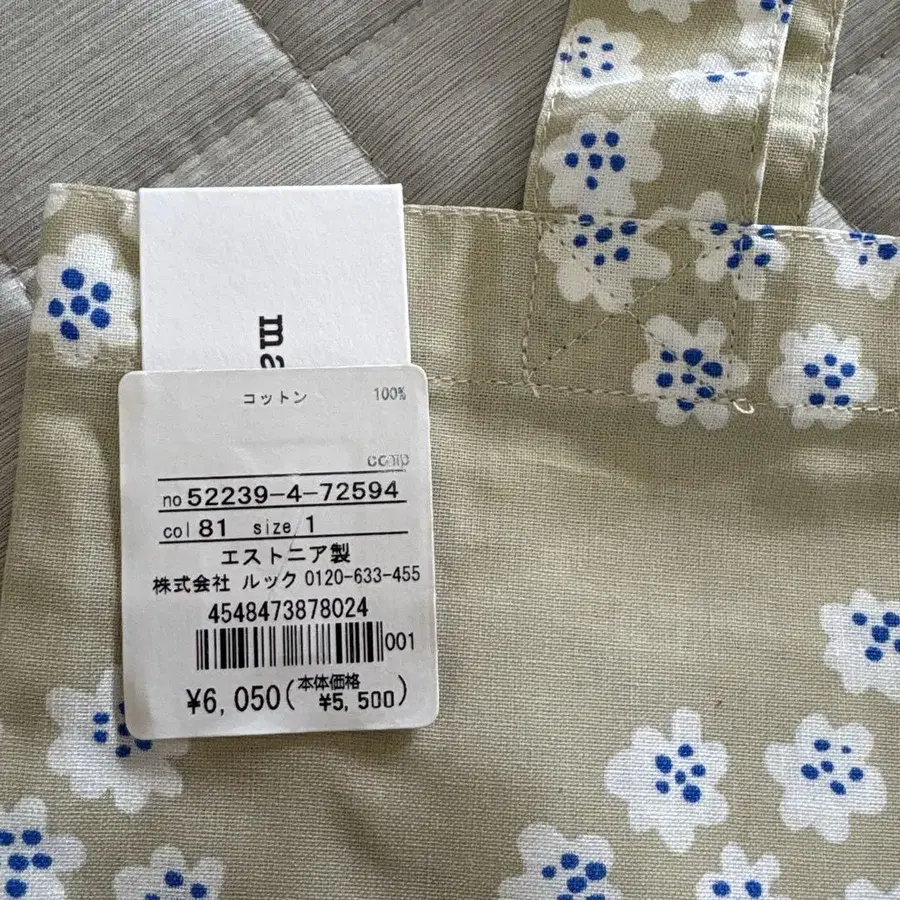 ma
コットン 100%
comp
no 52239-4-72594
col 81 size 1
エストニア製
株式会社 ルック 0120-633-455
4548473878024
001
¥6,050(本体価格 ¥5,500)